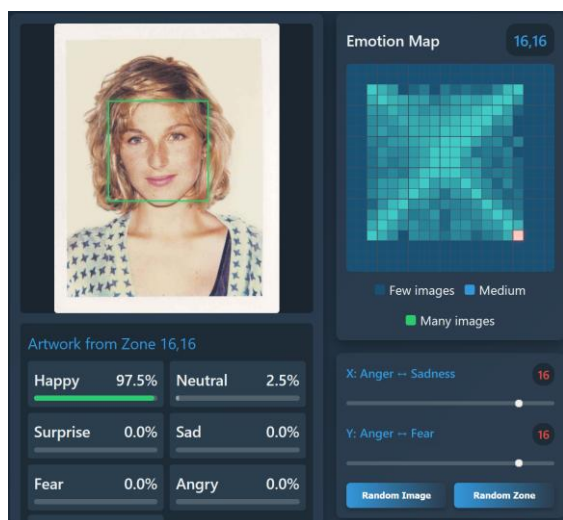 Emotion Map 16,16
Few images Medium
Many images
Artwork from Zone 16,16
Happy 97.5% Neutral 2.5%
Surprise 0.0% Sad 0.0%
Fear 0.0% Angry 0.0%
X: Anger ↔ Sadness 16
Y: Anger ↔ Fear 16
Random Image Random Zone